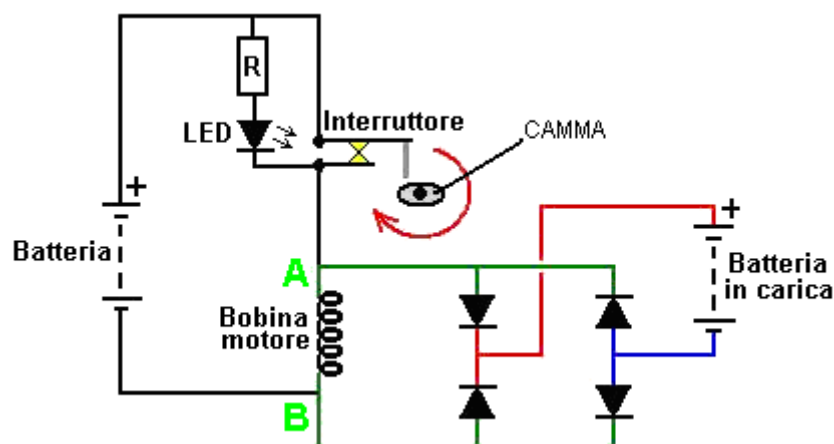 R
LED
Interruttore
CAMMA
+
Batteria
A
Bobina
motore
B
+
Batteria
in carica